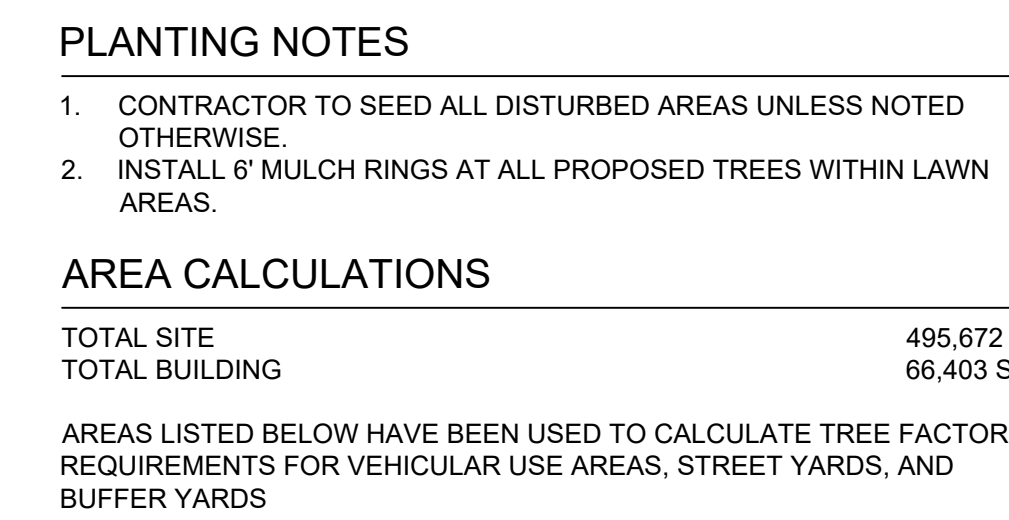 PLANTING NOTES
1. CONTRACTOR TO SEED ALL DISTURBED AREAS UNLESS NOTED
OTHERWISE.
2. INSTALL 6' MULCH RINGS AT ALL PROPOSED TREES WITHIN LAWN
AREAS.
AREA CALCULATIONS
TOTAL SITE 495,672
TOTAL BUILDING 66,403 S
AREAS LISTED BELOW HAVE BEEN USED TO CALCULATE TREE FACTOR
REQUIREMENTS FOR VEHICULAR USE AREAS, STREET YARDS, AND
BUFFER YARDS